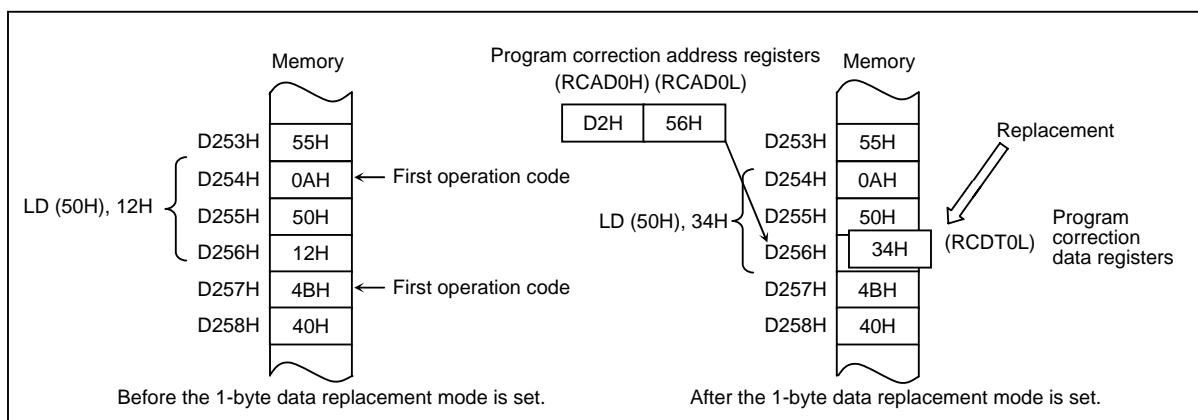 Memory
D253H 55H
D254H 0AH First operation code
LD (50H), 12H
D255H 50H
D256H 12H
D257H 4BH First operation code
D258H 40H
Before the 1-byte data replacement mode is set.
Program correction address registers
(RCAD0H) (RCAD0L)
D2H 56H
Memory
D253H 55H
Replacement
D254H 0AH
LD (50H), 34H
D255H 50H
D256H 34H (RCDT0L)
Program
correction
data registers
D257H 4BH
D258H 40H
After the 1-byte data replacement mode is set.